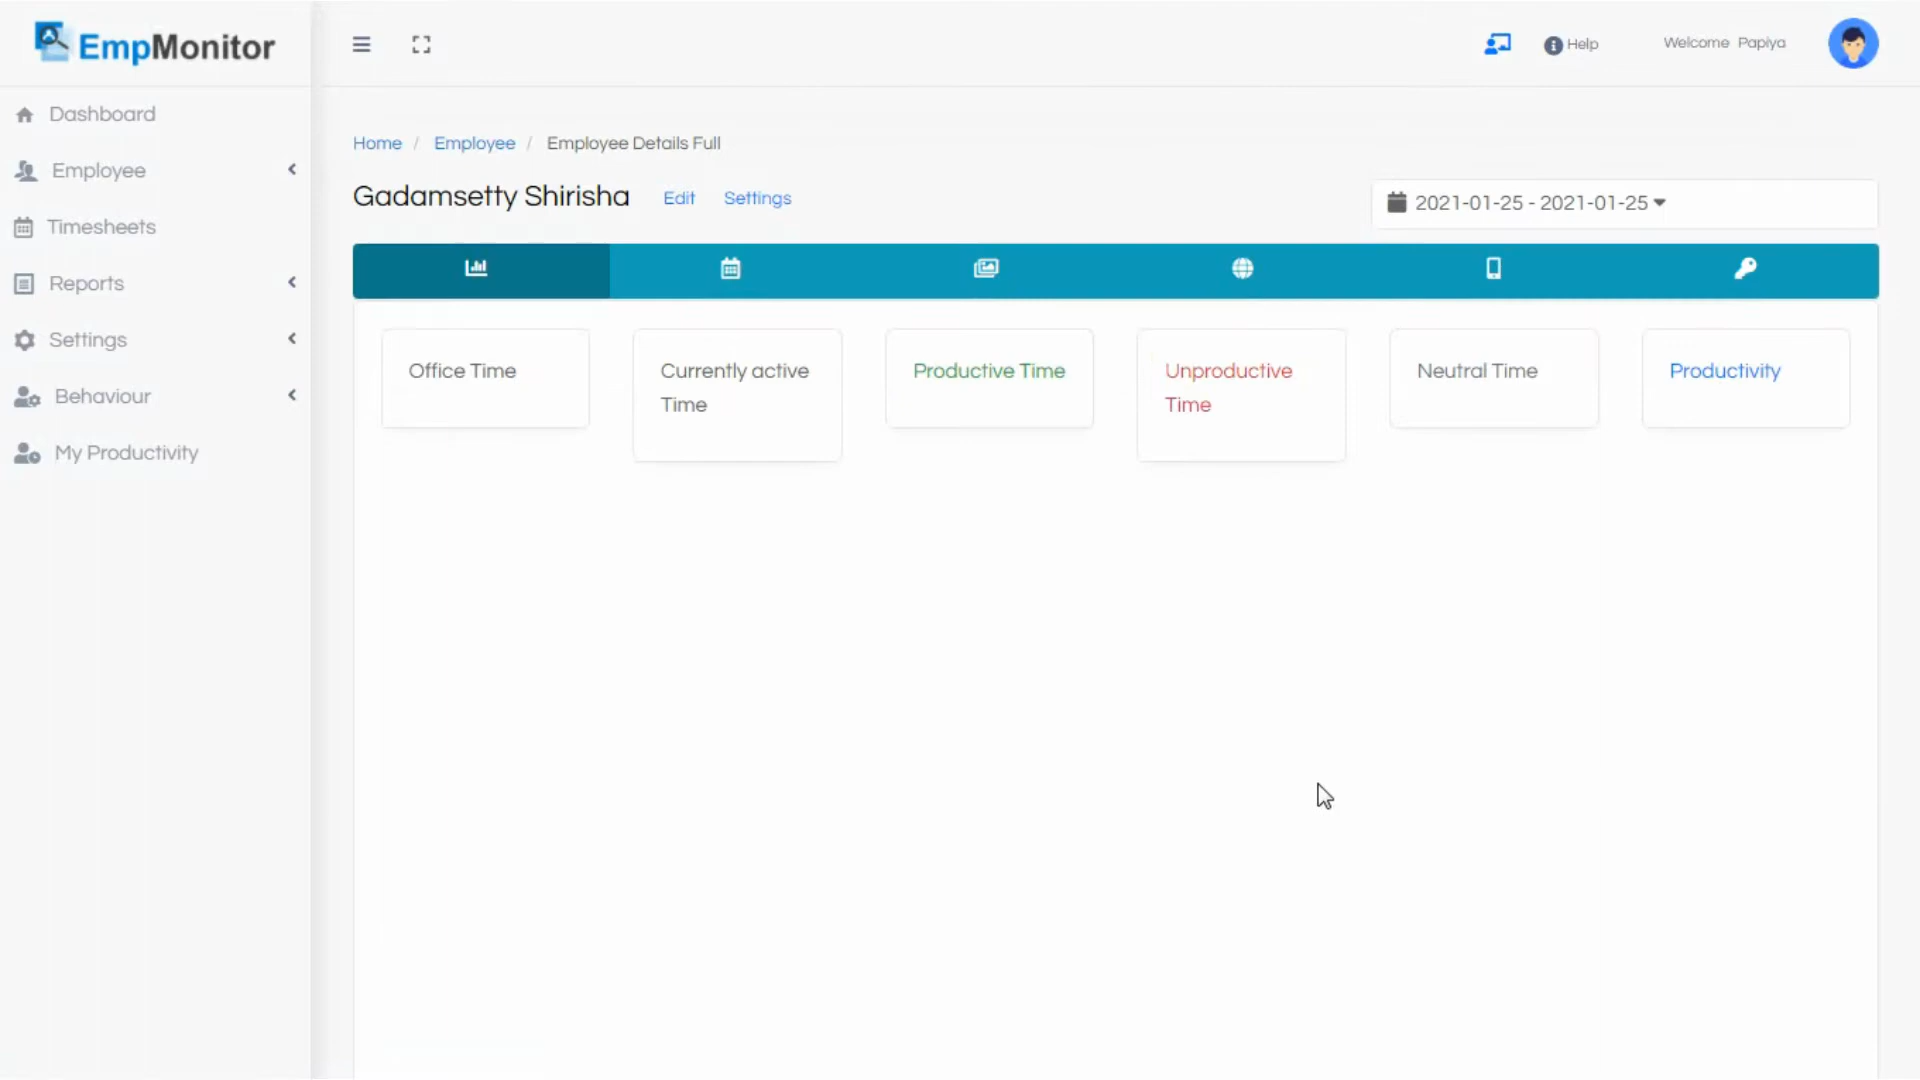 EmpMonitor
Help
Welcome Papiya
Dashboard
Employee
Timesheets
Reports
Settings
Behaviour
My Productivity
Home / Employee / Employee Details Full
Gadamsetty Shirisha Edit Settings
2021-01-25 - 2021-01-25
Office Time
Currently active
Time
Productive Time
Unproductive
Time
Neutral Time
Productivity